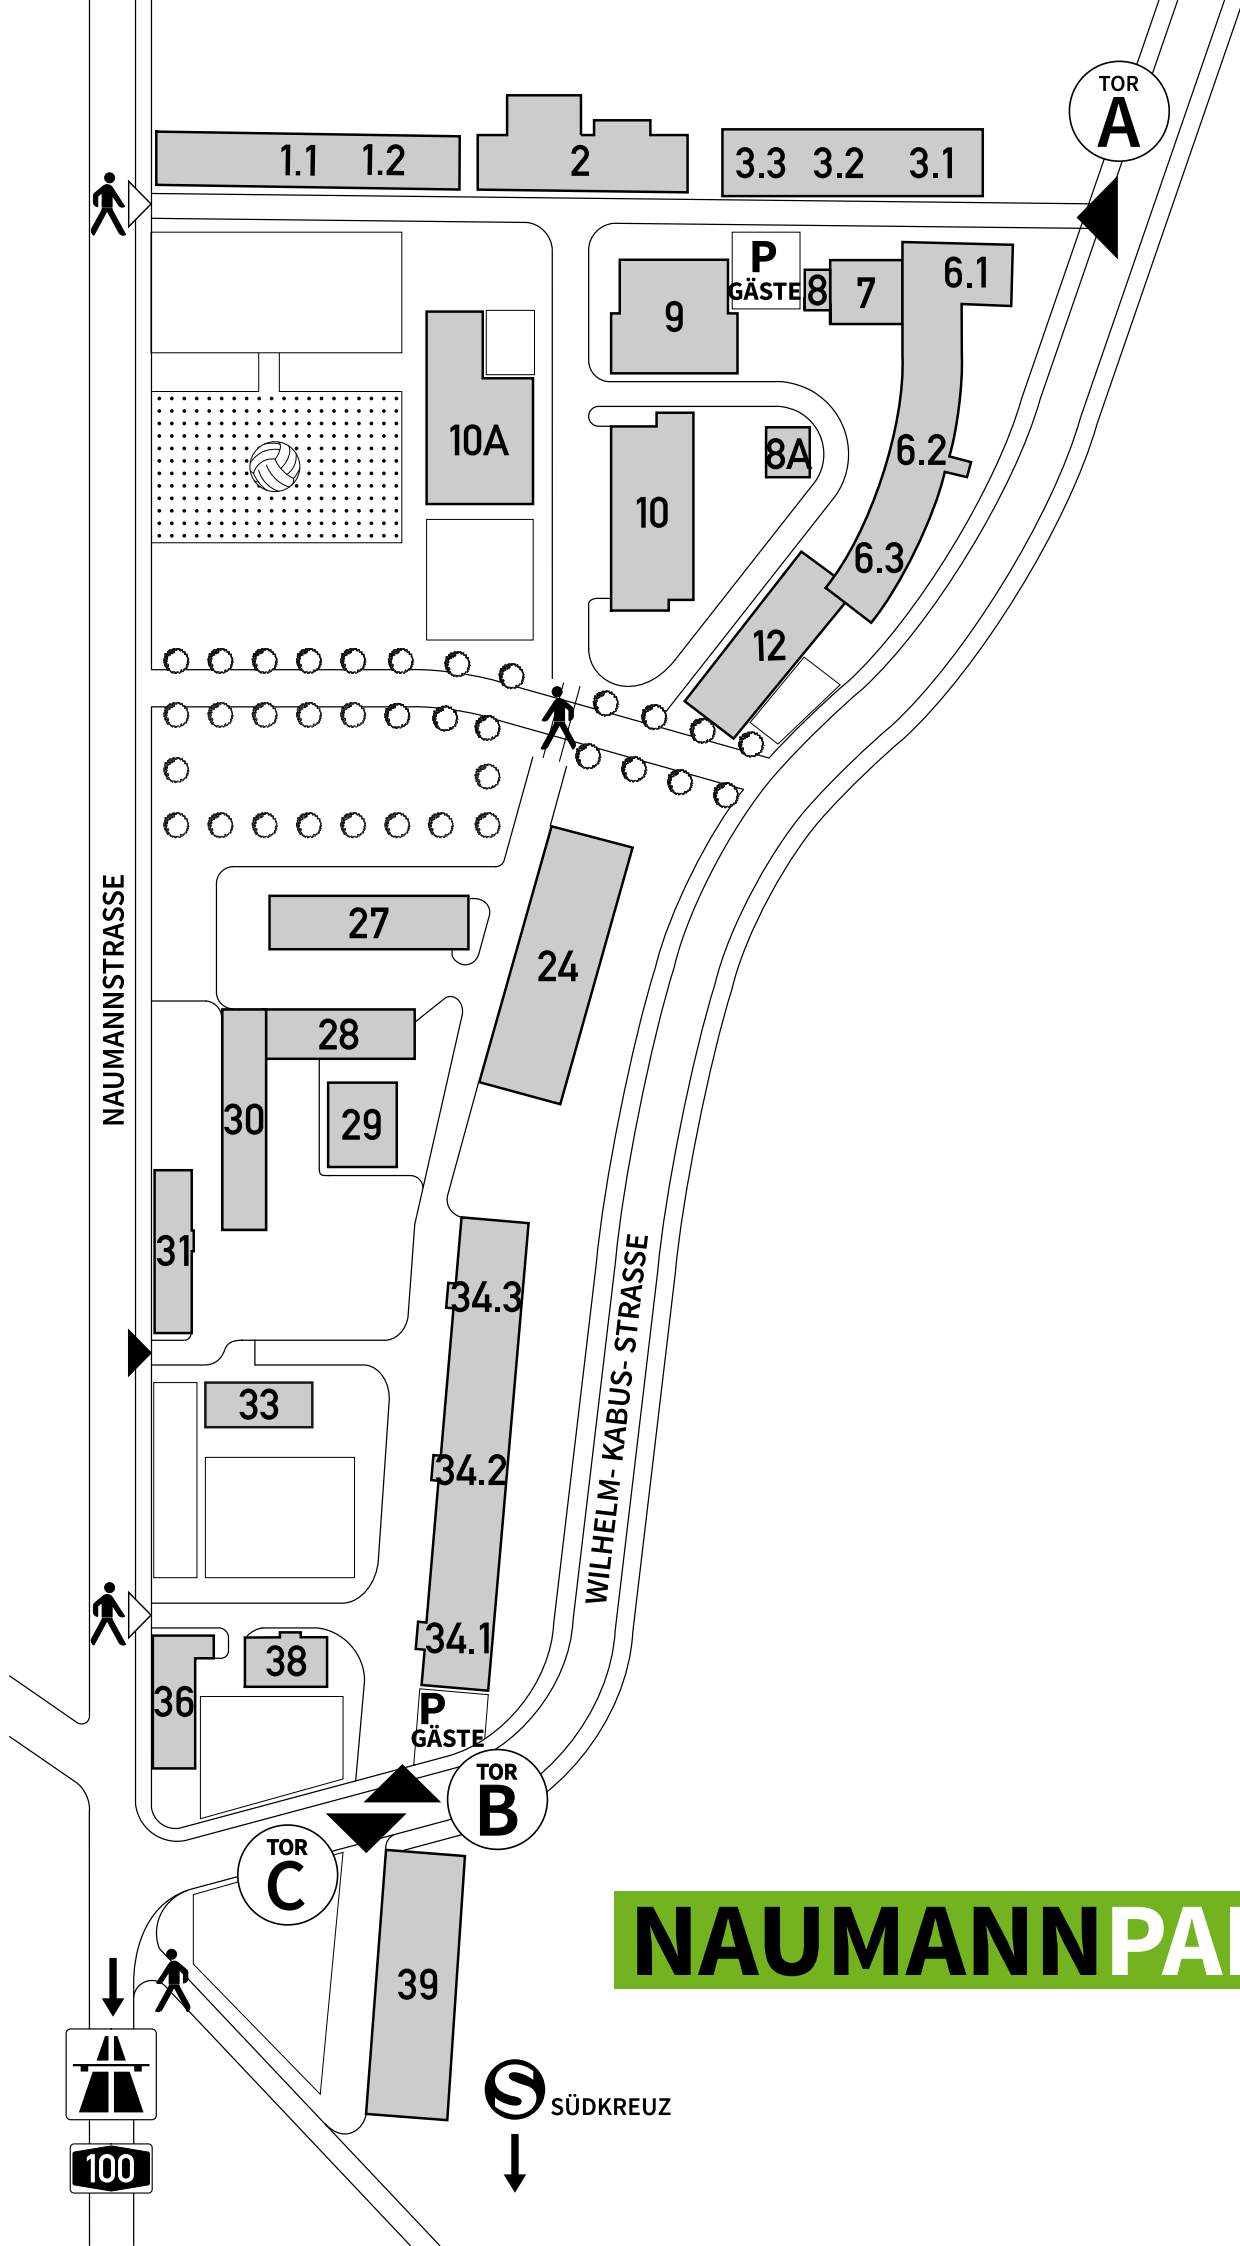 TOR
A
1.1 1.2
2
3.3 3.2 3.1
P
GÄSTE
8
7
6.1
9
10A
8A
6.2
10
6.3
12
NAUMANNSTRASSE
27
24
28
30
29
31
34.3
WILHELM- KABUS- STRASSE
33
34.2
34.1
38
36
P
GÄSTE
TOR
B
TOR
C
NAUMANNPA
39
S
SÜDKREUZ
100